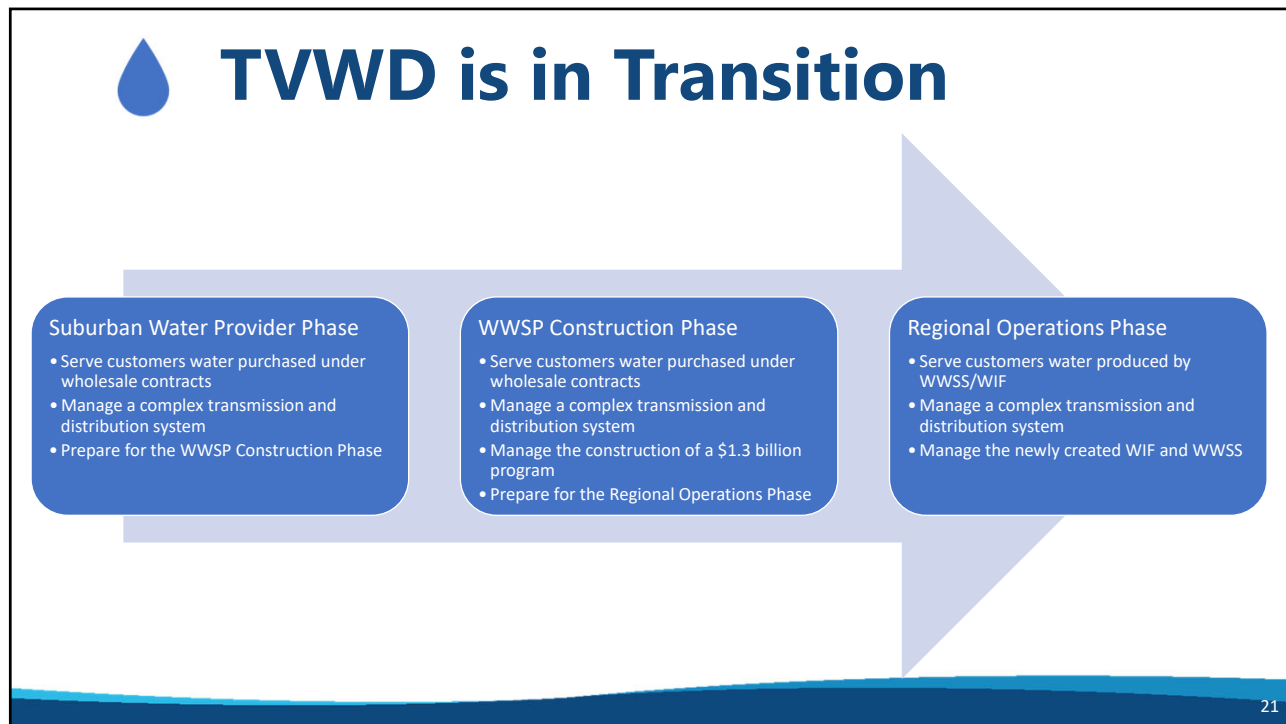 TVWD is in Transition
Suburban Water Provider Phase
• Serve customers water purchased under
wholesale contracts
• Manage a complex transmission and
distribution system
• Prepare for the WWSP Construction Phase
WWSP Construction Phase
• Serve customers water purchased under
wholesale contracts
• Manage a complex transmission and
distribution system
• Manage the construction of a $1.3 billion
program
• Prepare for the Regional Operations Phase
Regional Operations Phase
• Serve customers water produced by
WWSS/WIF
• Manage a complex transmission and
distribution system
• Manage the newly created WIF and WWSS
21